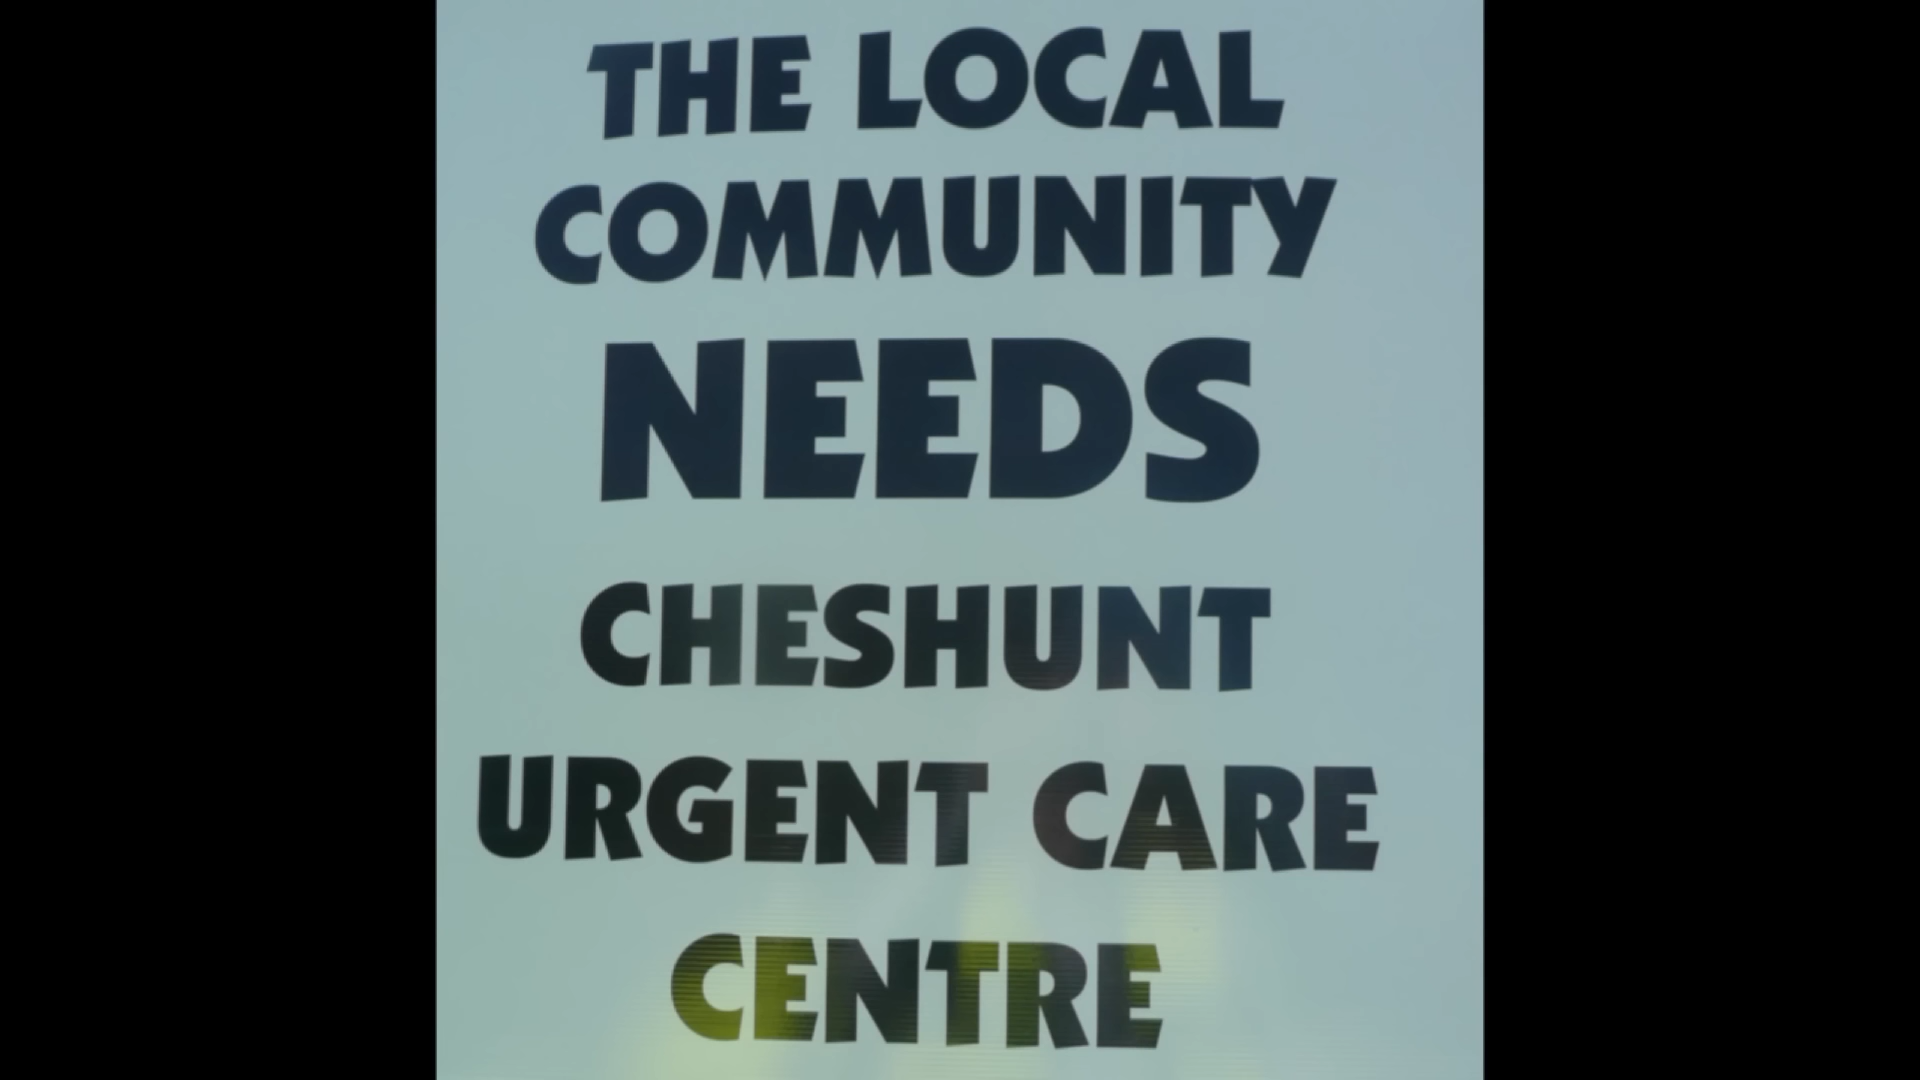 THE LOCAL
COMMUNITY
NEEDS
CHESHUNT
URGENT CARE
CENTRE